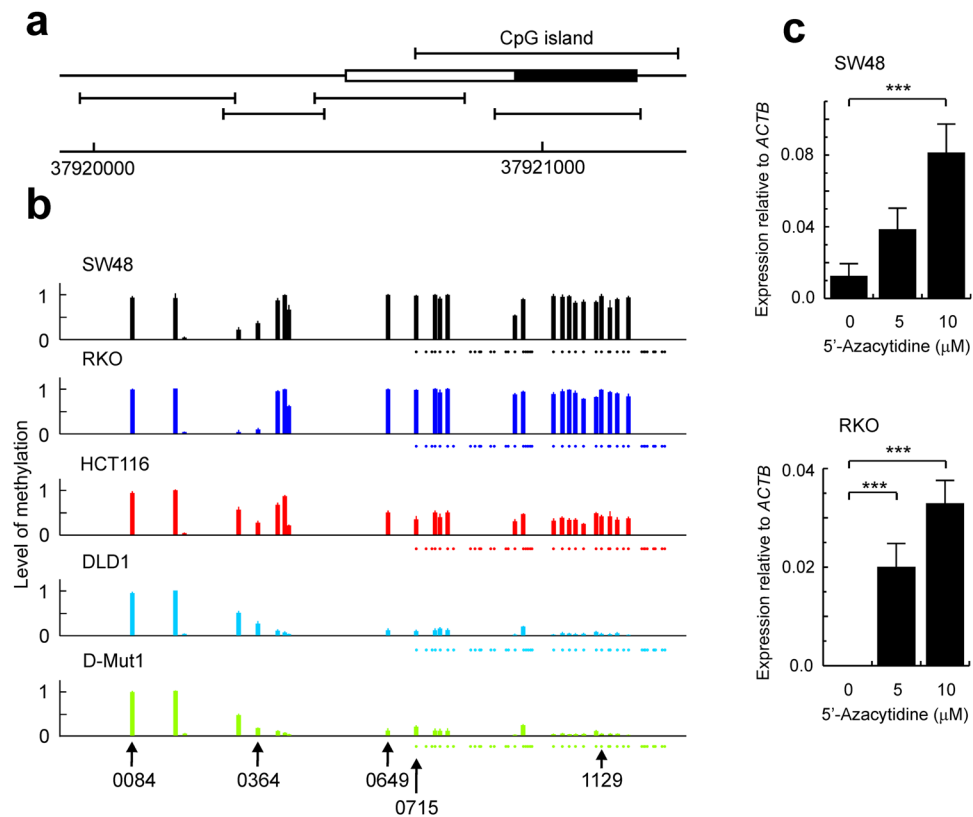 a
CpG island
37920000 37921000
b
Level of methylation
SW48
1
0
RKO
1
0
HCT116
1
0
DLD1
1
0
D-Mut1
1
0
0084 0364 0649 1129
0715
c
SW48
***
Expression relative to ACTB
0.08
0.04
0.0
0 5 10
5'-Azacytidine (μM)
RKO
***
***
Expression relative to ACTB
0.04
0.02
0.0
0 5 10
5'-Azacytidine (μM)